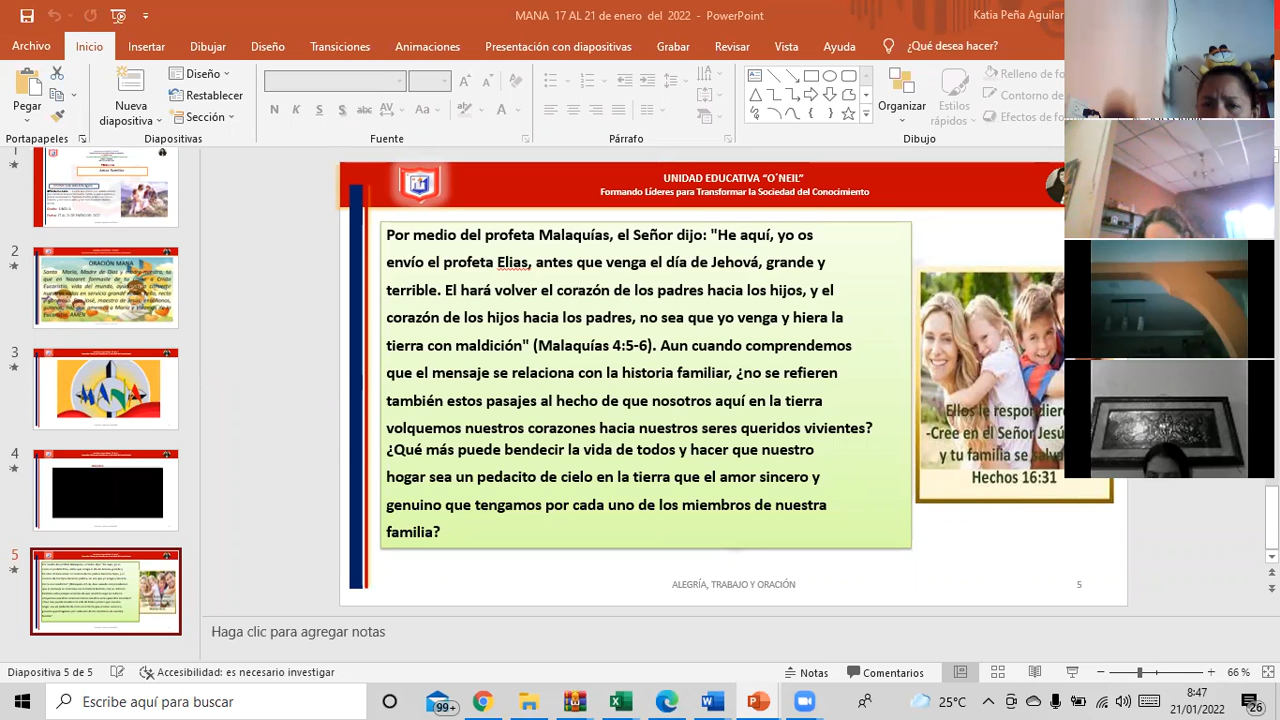 MANA 17 AL 21 de enero del 2022 - PowerPoint
Katia Peña Aguilar
Archivo
Inicio
Insertar
Dibujar
Diseño
Transiciones
Animaciones
Presentación con diapositivas
Grabar
Revisar
Vista
Ayuda
¿Qué desea hacer?
Pegar
Nueva
diapositiva
Diseño
Restablecer
Sección
N K S S abc AV Aa A
Organizar
Estilos
rápidos
Relleno de
Contorno de
Efectos de
Portapapeles
Diapositivas
Fuente
Párrafo
Dibujo
1
2
ORACIÓN MANA
3
MANA
4
5
UNIDAD EDUCATIVA “O´NEIL”
Formando Líderes para Transformar la Sociedad del Conocimiento
Por medio del profeta Malaquías, el Señor dijo: "He aquí, yo os
envío el profeta Elias, antes que venga el día de Jehová, grande y
terrible. El hará volver el corazón de los padres hacia los hijos, y el
corazón de los hijos hacia los padres, no sea que yo venga y hiera la
tierra con maldición" (Malaquías 4:5-6). Aun cuando comprendemos
que el mensaje se relaciona con la historia familiar, ¿no se refieren
también estos pasajes al hecho de que nosotros aquí en la tierra
volquemos nuestros corazones hacia nuestros seres queridos vivientes?
¿Qué más puede bendecir la vida de todos y hacer que nuestro
hogar sea un pedacito de cielo en la tierra que el amor sincero y
genuino que tengamos por cada uno de los miembros de nuestra
familia?
Ellos le respondier
-Cree en el Señor Jesú
y tu familia se
Hechos 16:31
ALEGRÍA, TRABAJO Y ORACIÓN
5
Haga clic para agregar notas
Diapositiva 5 de 5
Accesibilidad: es necesario investigar
Notas
Comentarios
66 %
Escribe aquí para buscar
99+
25°C
8:47
21/01/2022
26